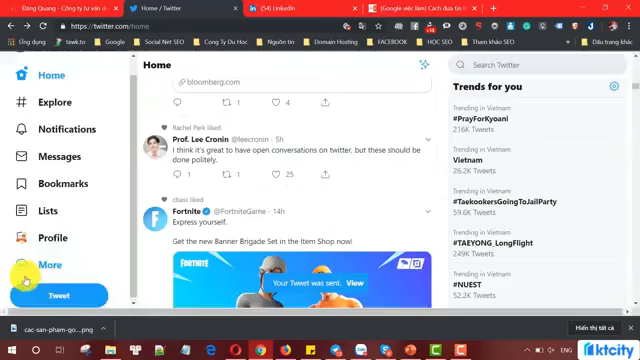 Đăng Quang - Công ty tư vấn d
Home / Twitter
(54) LinkedIn
[Google việc làm] Cách đưa tin t
https://twitter.com/home
Ứng dụng
tawk.to
Google
Social Net SEO
Cong Ty Du Hoc
Nguồn tin
Quang Cao
FACEBOOK
HỌC SEO
Thao khảo SEO
Dấu trang khác
Home
Explore
Notifications
Messages
Bookmarks
Lists
Profile
More
Tweet
Home
bloomberg.com
1
4
Rachel Park liked
Prof. Lee Cronin @leecronin · 5h
I think it's great to have open conversations on twitter, but these should be
done politely.
1
1
25
cbass liked
Fortnite @FortniteGame · 14h
Express yourself.
Get the new Banner Brigade Set in the Item Shop now!
FORTNITE
Your Tweet was sent. View
Search Twitter
Trends for you
Trending in Vietnam
#PrayForKyoani
216K Tweets
Trending in Vietnam
Vietnam
26.2K Tweets
Trending in Vietnam
#TaekookersGoingToJailParty
59.6K Tweets
Trending in Vietnam
#TAEYONG_LongFlight
249K Tweets
Trending in Vietnam
#NUEST
52.2K Tweets
cac-san-pham-go....png
Hiển thị tất cả
ktcity